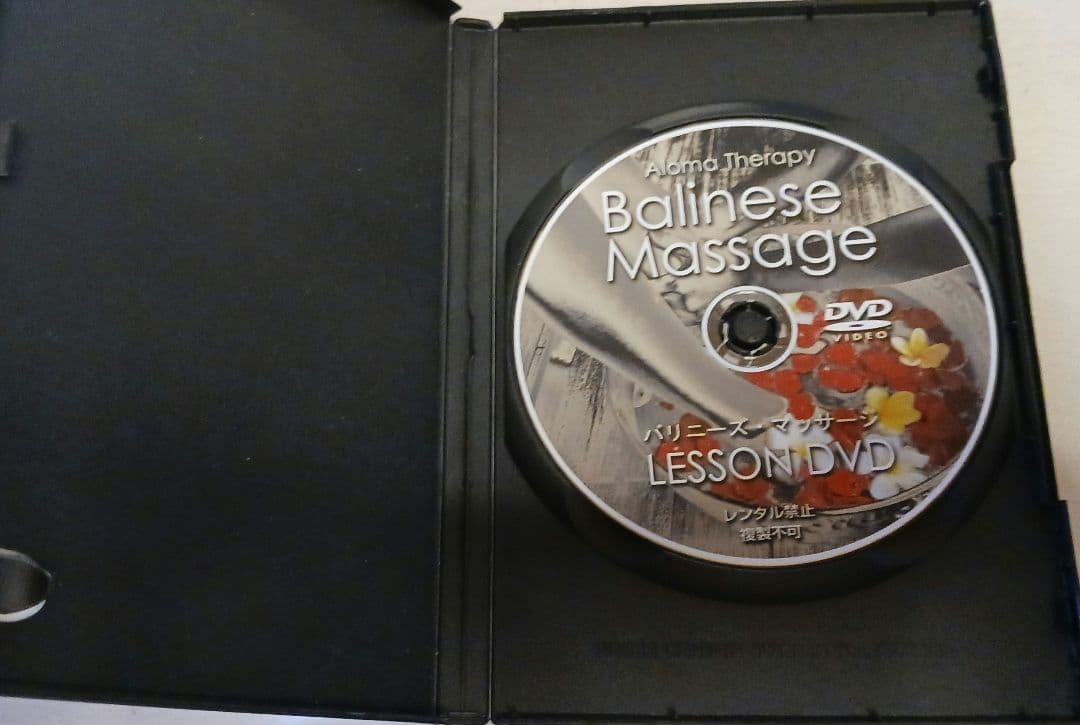 Aloma Therapy
Balinese
Massage
DVD
VIDEO
バリニーズ・マッサージ
LESSON DVD
レンタル禁止
複製不可